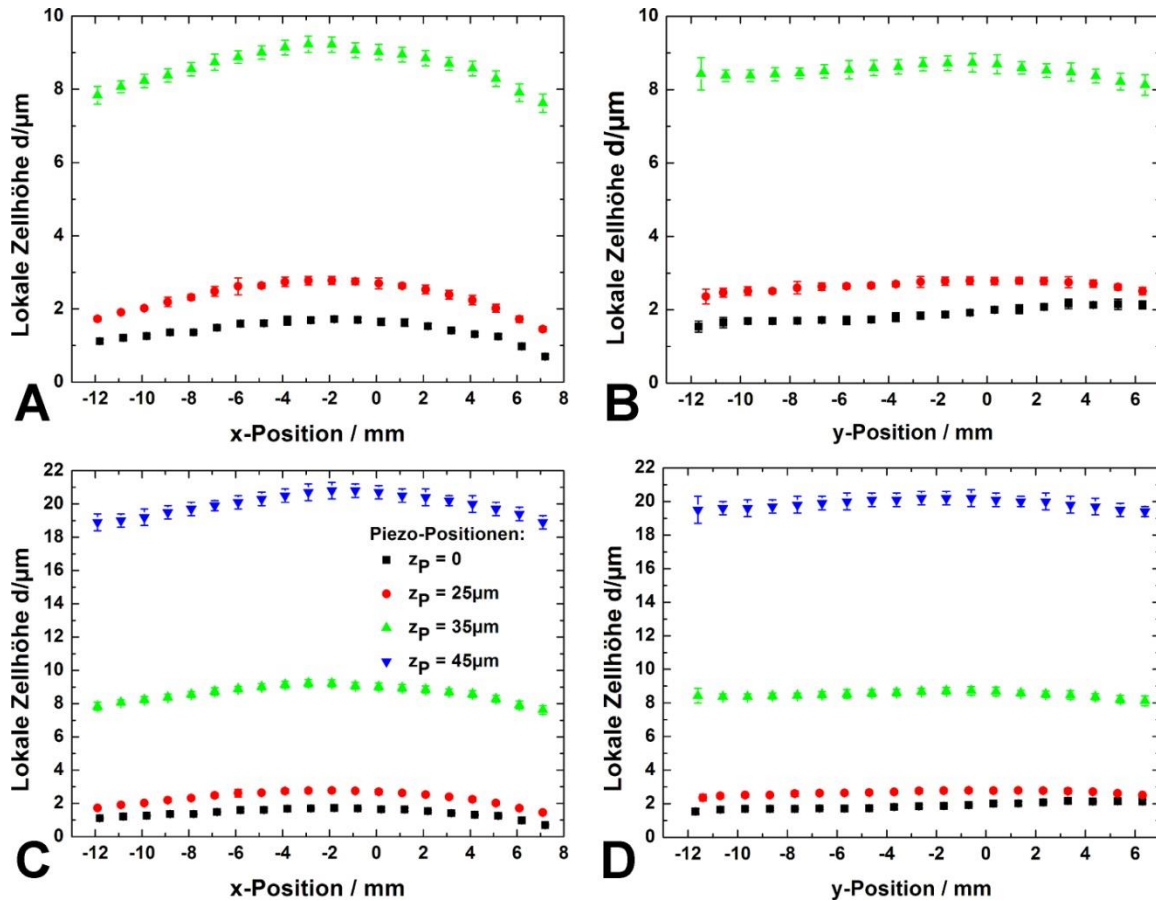 10
8
6
4
2
0
Lokale Zellhöhe d/µm
-12 -10 -8 -6 -4 -2 0 2 4 6 8
x-Position / mm
A
10
8
6
4
2
0
Lokale Zellhöhe d/µm
-12 -10 -8 -6 -4 -2 0 2 4 6
y-Position / mm
B
22
20
18
16
14
12
10
8
6
4
2
0
Lokale Zellhöhe d/µm
Piezo-Positionen:
zP = 0
zP = 25µm
zP = 35µm
zP = 45µm
-12 -10 -8 -6 -4 -2 0 2 4 6 8
x-Position / mm
C
22
20
18
16
14
12
10
8
6
4
2
0
Lokale Zellhöhe d/µm
-12 -10 -8 -6 -4 -2 0 2 4 6
y-Position / mm
D